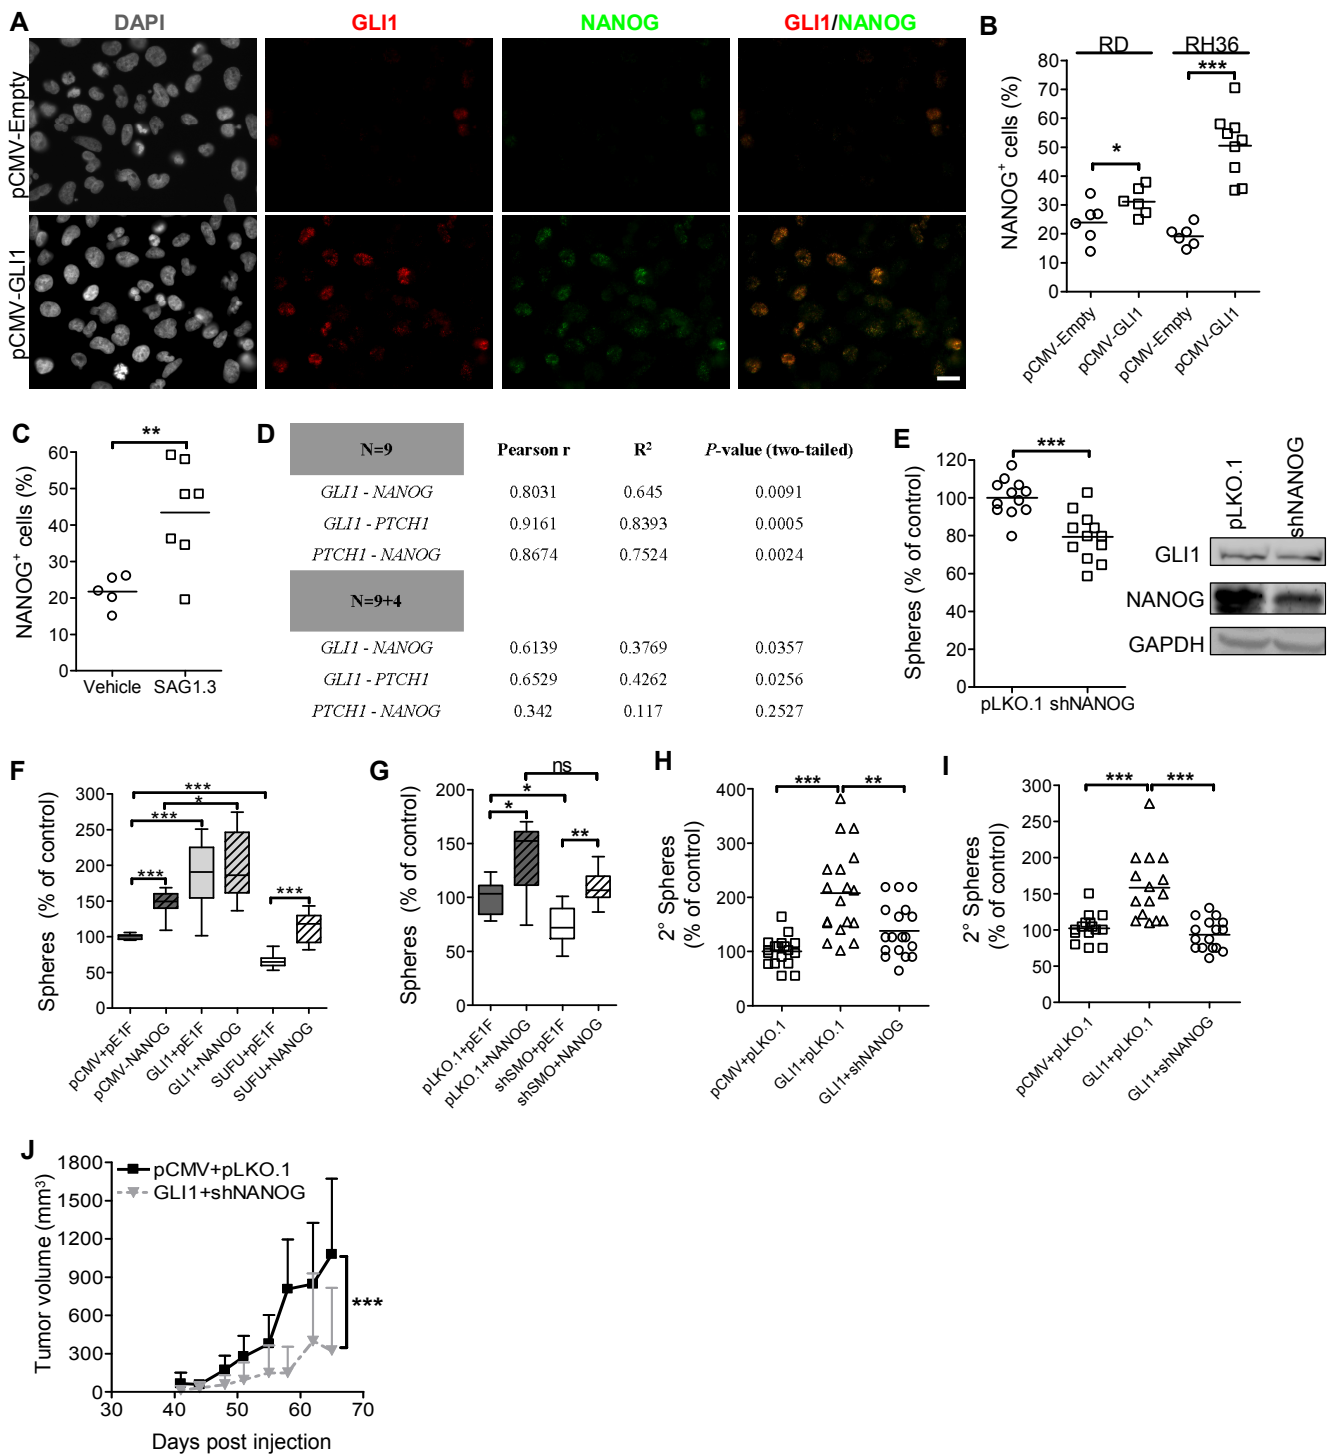 A
DAPI
GLI1
NANOG
GLI1/NANOG
pCMV-Empty
pCMV-GLI1
B
RD
RH36
***
*
NANOG+ cells (%)
80
70
60
50
40
30
20
10
0
pCMV-Empty
pCMV-GLI1
pCMV-Empty
pCMV-GLI1
C
**
NANOG+ cells (%)
60
50
40
30
20
10
0
Vehicle SAG1.3
D
N=9 Pearson r R2 P-value (two-tailed)
GLI1 - NANOG 0.8031 0.645 0.0091
GLI1 - PTCH1 0.9161 0.8393 0.0005
PTCH1 - NANOG 0.8674 0.7524 0.0024
N=9+4
GLI1 - NANOG 0.6139 0.3769 0.0357
GLI1 - PTCH1 0.6529 0.4262 0.0256
PTCH1 - NANOG 0.342 0.117 0.2527
E
***
Spheres (% of control)
120
100
80
60
40
20
0
pLKO.1 shNANOG
pLKO.1
shNANOG
GLI1
NANOG
GAPDH
F
***
*
***
***
***
Spheres (% of control)
300
250
200
150
100
50
0
pCMV+pE1F
pCMV-NANOG
GLI1+pE1F
GLI1+NANOG
SUFU+pE1F
SUFU+NANOG
G
ns
*
*
**
Spheres (% of control)
200
150
100
50
0
pLKO.1+pE1F
pLKO.1+NANOG
shSMO+pE1F
shSMO+NANOG
H
*** **
2° Spheres
(% of control)
400
300
200
100
0
pCMV+pLKO.1
GLI1+pLKO.1
GLI1+shNANOG
I
*** ***
2° Spheres
(% of control)
300
250
200
150
100
50
0
pCMV+pLKO.1
GLI1+pLKO.1
GLI1+shNANOG
J
pCMV+pLKO.1
GLI1+shNANOG
***
Tumor volume (mm3)
1800
1500
1200
900
600
300
0
30 40 50 60 70
Days post injection